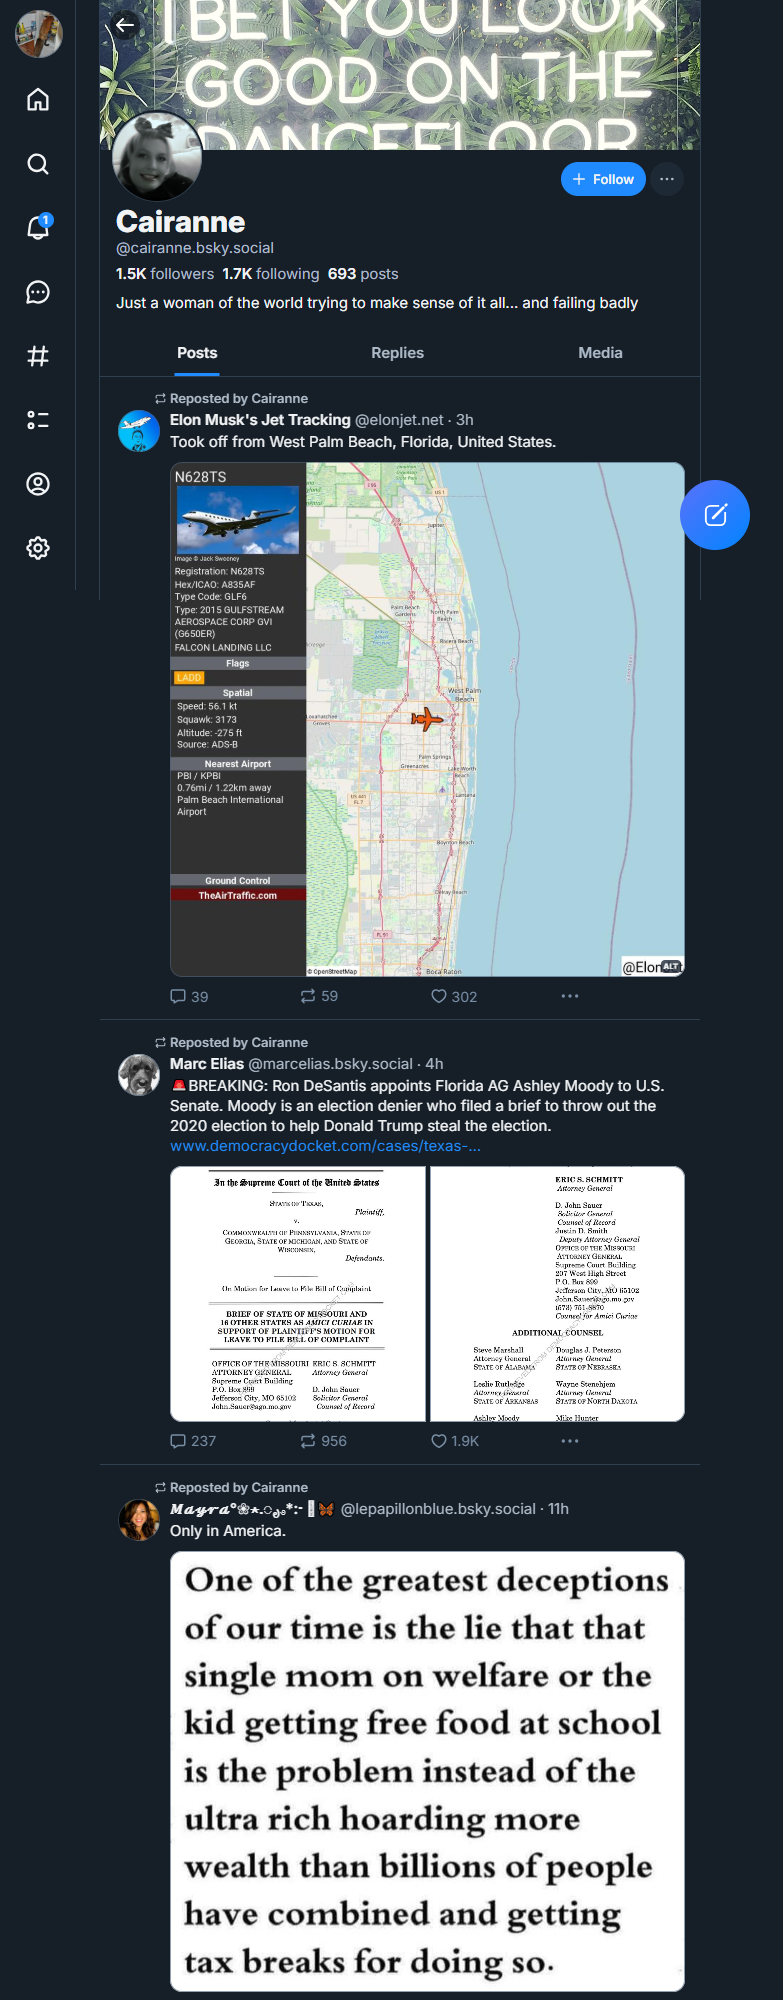 I BET YOU LOOK
GOOD ON THE
DANCEFLOOR
+ Follow
Cairanne
@cairanne.bsky.social
1.5K followers 1.7K following 693 posts
Just a woman of the world trying to make sense of it all... and failing badly
1
Posts Replies Media
Reposted by Cairanne
Elon Musk's Jet Tracking @elonjet.net · 3h
Took off from West Palm Beach, Florida, United States.
N628TS
Image © Jack Sweeney
Registration: N628TS
Hex/ICAO: A835AF
Type Code: GLF6
Type: 2015 GULFSTREAM
AEROSPACE CORP GVI
(G650ER)
FALCON LANDING LLC
Flags
LADD
Spatial
Speed: 56.1 kt
Squawk: 3173
Altitude: -275 ft
Source: ADS-B
Nearest Airport
PBI / KPBI
0.76mi / 1.22km away
Palm Beach International
Airport
Ground Control
TheAirTraffic.com
US 1
Jupiter
Palm Beach
Gardens
North Palm
Beach
Riviera Beach
West Palm
Beach
Loxahatchee
Groves
Palm Springs
Greenacres
Lake Worth
Beach
Lantana
US 441
FL 7
Boynton Beach
Delray Beach
FL 91
Boca Raton
© OpenStreetMap
@Elon
ALT
39 59 302
Reposted by Cairanne
Marc Elias @marcelias.bsky.social · 4h
🚨BREAKING: Ron DeSantis appoints Florida AG Ashley Moody to U.S.
Senate. Moody is an election denier who filed a brief to throw out the
2020 election to help Donald Trump steal the election.
www.democracydocket.com/cases/texas-...
In the Supreme Court of the United States
STATE OF TEXAS,
Plaintiff,
v.
COMMONWEALTH OF PENNSYLVANIA, STATE OF
GEORGIA, STATE OF MICHIGAN, AND STATE OF
WISCONSIN,
Defendants.
On Motion for Leave to File Bill of Complaint
BRIEF OF STATE OF MISSOURI AND
16 OTHER STATES AS AMICI CURIAE IN
SUPPORT OF PLAINTIFF'S MOTION FOR
LEAVE TO FILE BILL OF COMPLAINT
OFFICE OF THE MISSOURI ERIC S. SCHMITT
ATTORNEY GENERAL Attorney General
Supreme Court Building
P.O. Box 899 D. John Sauer
Jefferson City, MO 65102 Solicitor General
John.Sauer@ago.mo.gov Counsel of Record
ERIC S. SCHMITT
Attorney General
D. John Sauer
Solicitor General
Counsel of Record
Justin D. Smith
Deputy Attorney General
OFFICE OF THE MISSOURI
ATTORNEY GENERAL
Supreme Court Building
207 West High Street
P.O. Box 899
Jefferson City, MO 65102
John.Sauer@ago.mo.gov
(573) 751-8870
Counsel for Amici Curiae
ADDITIONAL COUNSEL
Steve Marshall Douglas J. Peterson
Attorney General Attorney General
STATE OF ALABAMA STATE OF NEBRASKA
Leslie Rutledge Wayne Stenehjem
Attorney General Attorney General
STATE OF ARKANSAS STATE OF NORTH DAKOTA
Ashley Moody Mike Hunter
237 956 1.9K
Reposted by Cairanne
𝓜𝓪𝔂𝓻𝓪 @lepapillonblue.bsky.social · 11h
Only in America.
One of the greatest deceptions
of our time is the lie that that
single mom on welfare or the
kid getting free food at school
is the problem instead of the
ultra rich hoarding more
wealth than billions of people
have combined and getting
tax breaks for doing so.